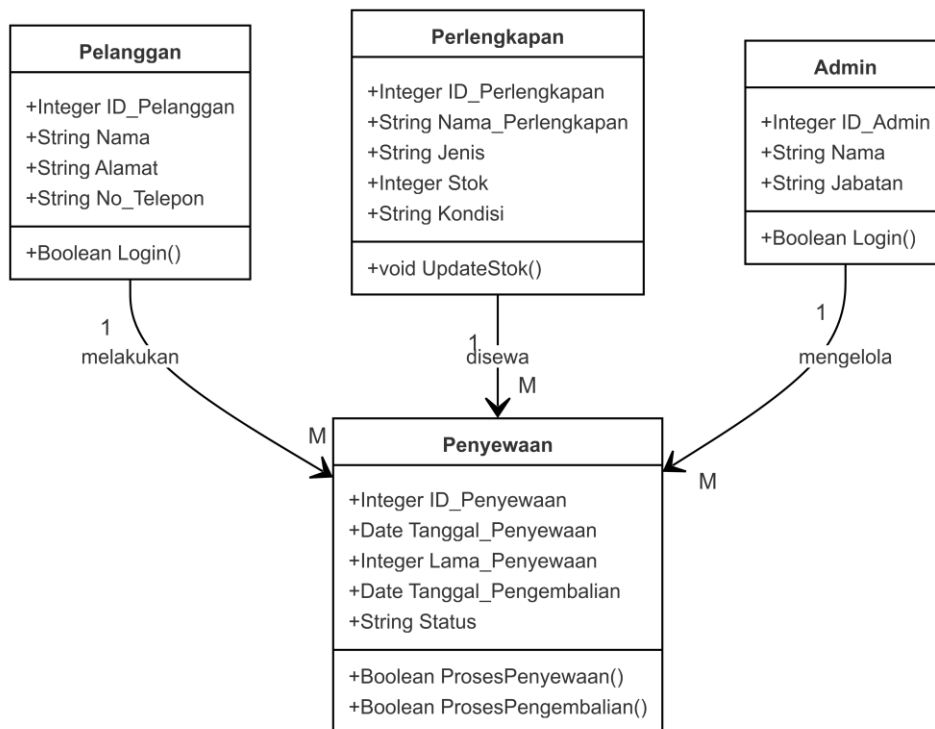 Pelanggan
+Integer ID_Pelanggan
+String Nama
+String Alamat
+String No_Telepon
+Boolean Login()
Perlengkapan
+Integer ID_Perlengkapan
+String Nama_Perlengkapan
+String Jenis
+Integer Stok
+String Kondisi
+void UpdateStok()
Admin
+Integer ID_Admin
+String Nama
+String Jabatan
+Boolean Login()
1
melakukan
M
1
disewa
M
1
mengelola
M
Penyewaan
+Integer ID_Penyewaan
+Date Tanggal_Penyewaan
+Integer Lama_Penyewaan
+Date Tanggal_Pengembalian
+String Status
+Boolean ProsesPenyewaan()
+Boolean ProsesPengembalian()